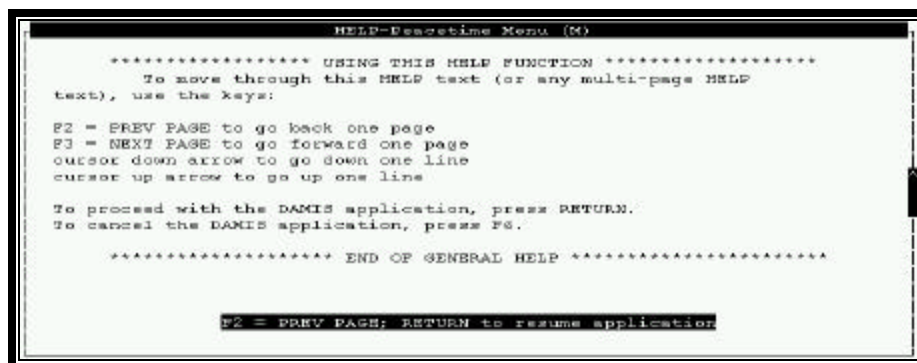 HELP-Peacetime Menu (M)
****************** USING THIS HELP FUNCTION *******************
To move through this HELP text (or any multi-page HELP
text), use the keys:
F2 = PREV PAGE to go back one page
F3 = NEXT PAGE to go forward one page
cursor down arrow to go down one line
cursor up arrow to go up one line
To proceed with the DAMIS application, press RETURN.
To cancel the DAMIS application, press F6.
******************** END OF GENERAL HELP ***********************
F2 = PREV PAGE; RETURN to resume application